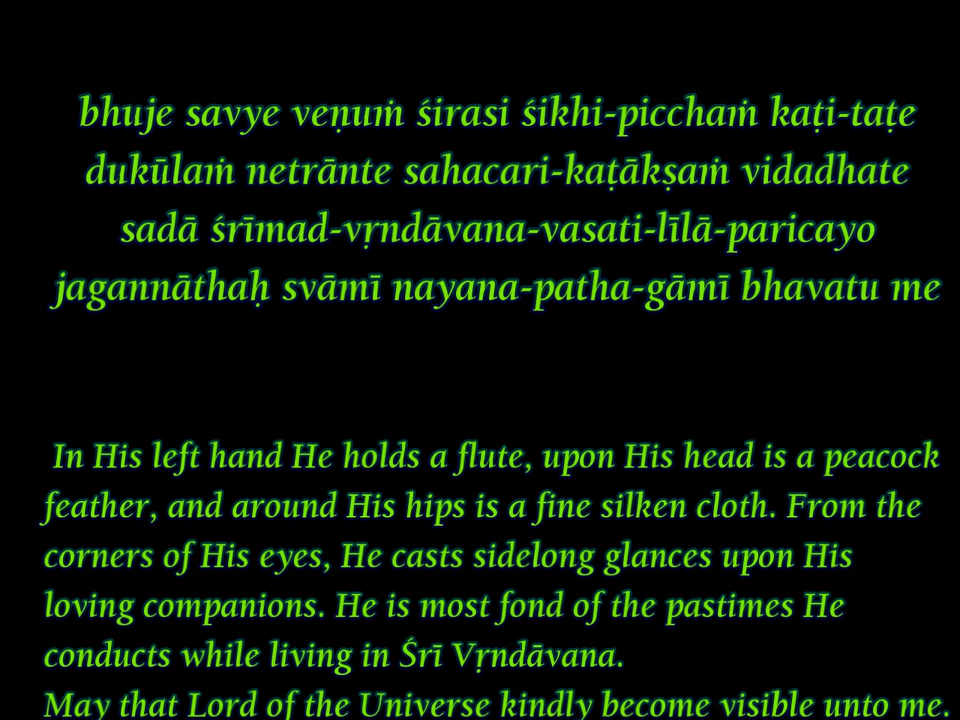 bhuje savye veṇuṁ śirasi śikhi-picchaṁ kaṭi-taṭe
dukūlaṁ netrānte sahacari-kaṭākṣaṁ vidadhate
sadā śrīmad-vṛndāvana-vasati-līlā-paricayo
jagannāthaḥ svāmī nayana-patha-gāmī bhavatu me
In His left hand He holds a flute, upon His head is a peacock
feather, and around His hips is a fine silken cloth. From the
corners of His eyes, He casts sidelong glances upon His
loving companions. He is most fond of the pastimes He
conducts while living in Śrī Vṛndāvana.
May that Lord of the Universe kindly become visible unto me.